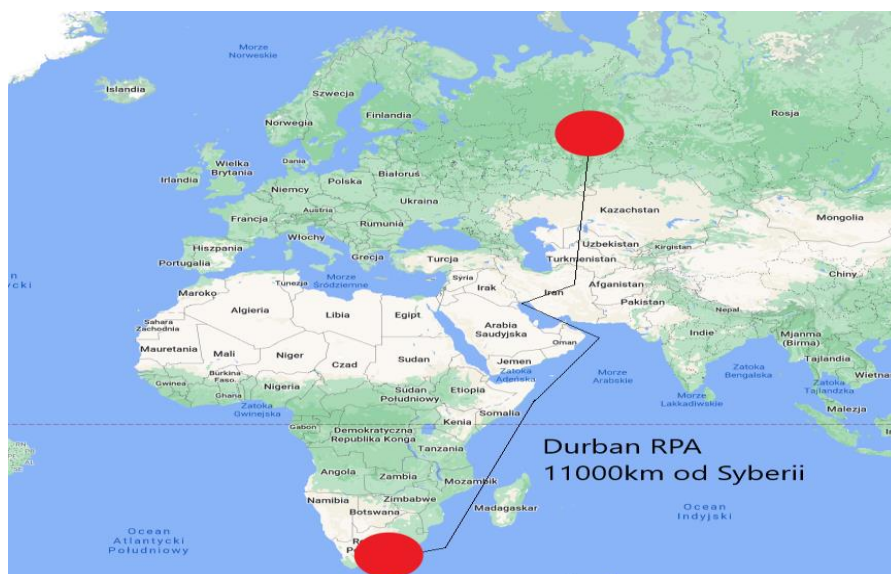 Morze
Norweskie
Islandia
Szwecja
Finlandia
Norwegia
Rosja
Dania
Wielka
Brytania
Irlandia
Polska
Białoruś
Niemcy
Ukraina
Kazachstan
Austria
Francja
Rumunia
Mongolia
Włochy
Uzbekistan
Kirgistan
Hiszpania
Grecja
Turcja
Turkmenistan
Portugalia
Chiny
Morze
Śródziemne
Tunezja
Syria
Irak
Iran
Afganistan
Maroko
Pakistan
Algieria
Libia
Egipt
Nepal
Sahara
Zachodnia
Arabia
Saudyjska
Oman
Indie
Mjanma
(Birma)
Mauretania
Mali
Niger
Czad
Sudan
Jemen
Morze
Arabskie
Zatoka
Bengalska
Tajlandia
Wietna
Burkina
Faso
Zatoka
Adeńska
Gwinea
Nigeria
Sudan
Południowy
Etiopia
Morze
Lakkadiwskie
Zatoka
Tajlandzka
Ghana
Zatoka
Gwinejska
Somalia
Malezja
Gabon
Kenia
Demokratyczna
Republika Konga
Tanzania
Durban RPA
11000km od Syberii
Angola
Zambia
Mozambik
Zimbabwe
Madagaskar
Namibia
Botswana
Ocean
Indyjski
Ocean
Atlantycki
Południowy